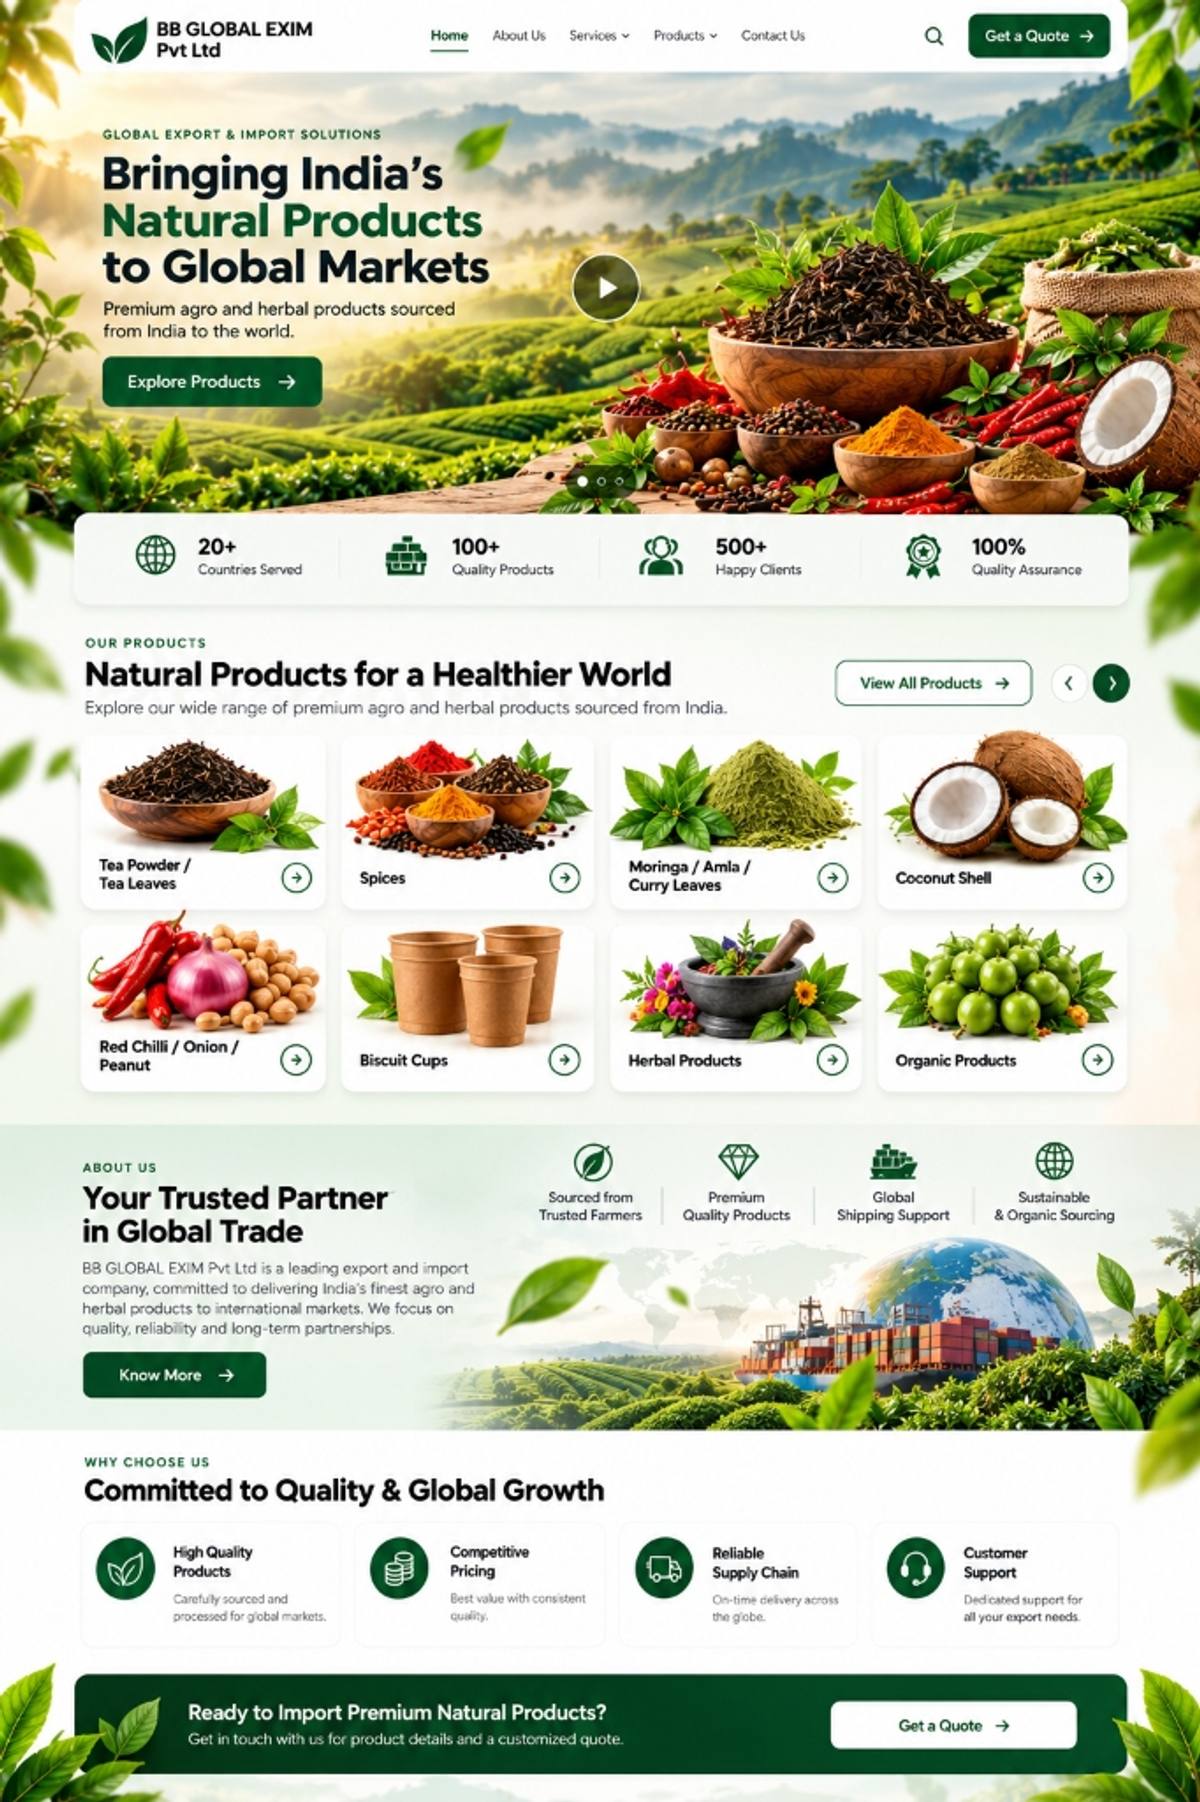 BB GLOBAL EXIM
Pvt Ltd
Home
About Us
Services
Products
Contact Us
Get a Quote
GLOBAL EXPORT & IMPORT SOLUTIONS
Bringing India's
Natural Products
to Global Markets
Premium agro and herbal products sourced
from India to the world.
Explore Products
20+
Countries Served
100+
Quality Products
500+
Happy Clients
100%
Quality Assurance
OUR PRODUCTS
Natural Products for a Healthier World
Explore our wide range of premium agro and herbal products sourced from India.
View All Products
Tea Powder /
Tea Leaves
Spices
Moringa / Amla /
Curry Leaves
Coconut Shell
Red Chilli / Onion /
Peanut
Biscuit Cups
Herbal Products
Organic Products
ABOUT US
Your Trusted Partner
in Global Trade
BB GLOBAL EXIM Pvt Ltd is a leading export and import
company, committed to delivering India's finest agro and
herbal products to international markets. We focus on
quality, reliability and long-term partnerships.
Know More
Sourced from
Trusted Farmers
Premium
Quality Products
Global
Shipping Support
Sustainable
& Organic Sourcing
WHY CHOOSE US
Committed to Quality & Global Growth
High Quality
Products
Carefully sourced and
processed for global markets.
Competitive
Pricing
Best value with consistent
quality.
Reliable
Supply Chain
On-time delivery across
the globe.
Customer
Support
Dedicated support for
all your export needs.
Ready to Import Premium Natural Products?
Get in touch with us for product details and a customized quote.
Get a Quote